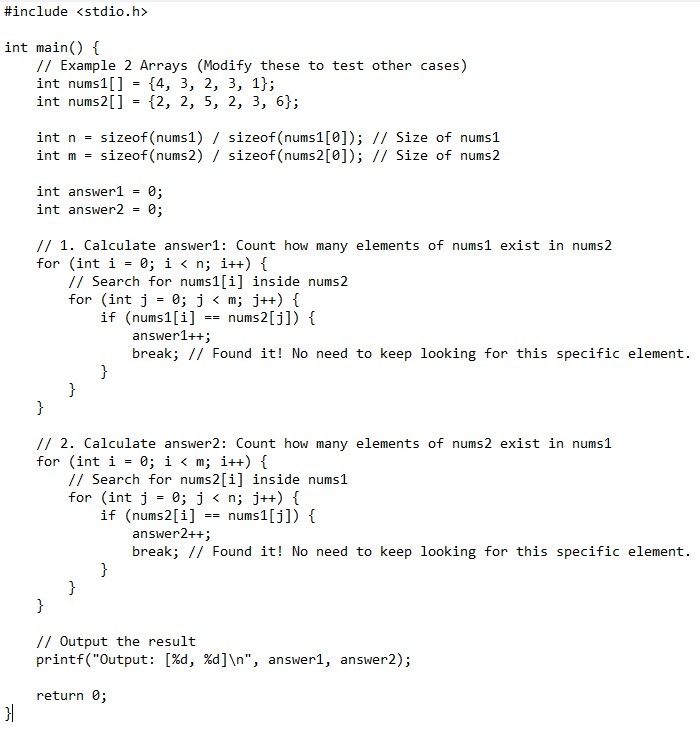 #include <stdio.h>

int main() {
    // Example 2 Arrays (Modify these to test other cases)
    int nums1[] = {4, 3, 2, 3, 1};
    int nums2[] = {2, 2, 5, 2, 3, 6};

    int n = sizeof(nums1) / sizeof(nums1[0]); // Size of nums1
    int m = sizeof(nums2) / sizeof(nums2[0]); // Size of nums2

    int answer1 = 0;
    int answer2 = 0;

    // 1. Calculate answer1: Count how many elements of nums1 exist in nums2
    for (int i = 0; i < n; i++) {
        // Search for nums1[i] inside nums2
        for (int j = 0; j < m; j++) {
            if (nums1[i] == nums2[j]) {
                answer1++;
                break; // Found it! No need to keep looking for this specific element.
            }
        }
    }

    // 2. Calculate answer2: Count how many elements of nums2 exist in nums1
    for (int i = 0; i < m; i++) {
        // Search for nums2[i] inside nums1
        for (int j = 0; j < n; j++) {
            if (nums2[i] == nums1[j]) {
                answer2++;
                break; // Found it! No need to keep looking for this specific element.
            }
        }
    }

    // Output the result
    printf("Output: [%d, %d]\n", answer1, answer2);

    return 0;
}